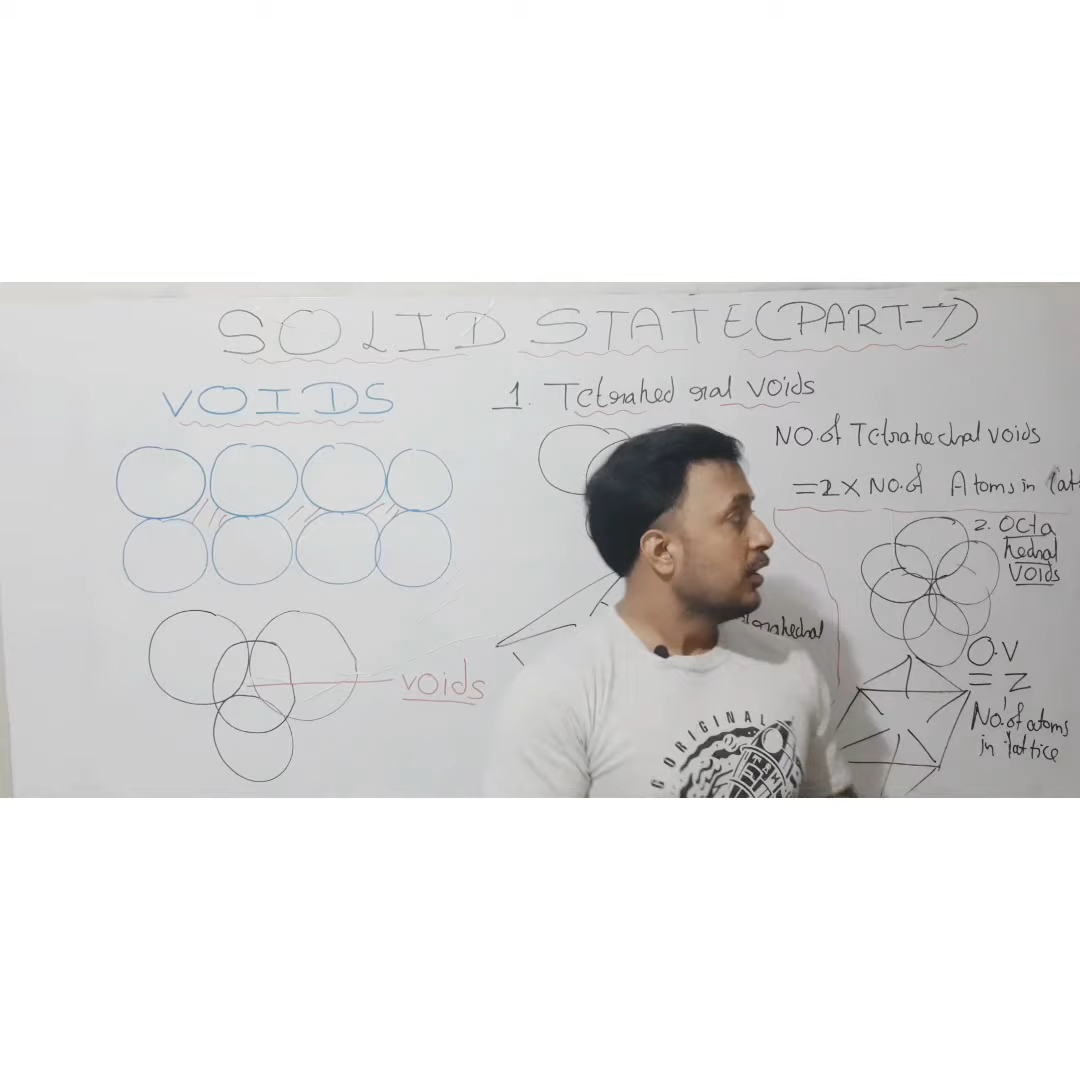 SOLID STATE (PART-7)
VOIDS
voids
1. Tetrahedral voids
NO. of Tetrahedral voids
= 2 X NO. of Atoms in
2. Octa
hedral
VOIDS
O.V
= Z
No. of atoms
in lattice
ORIGINAL